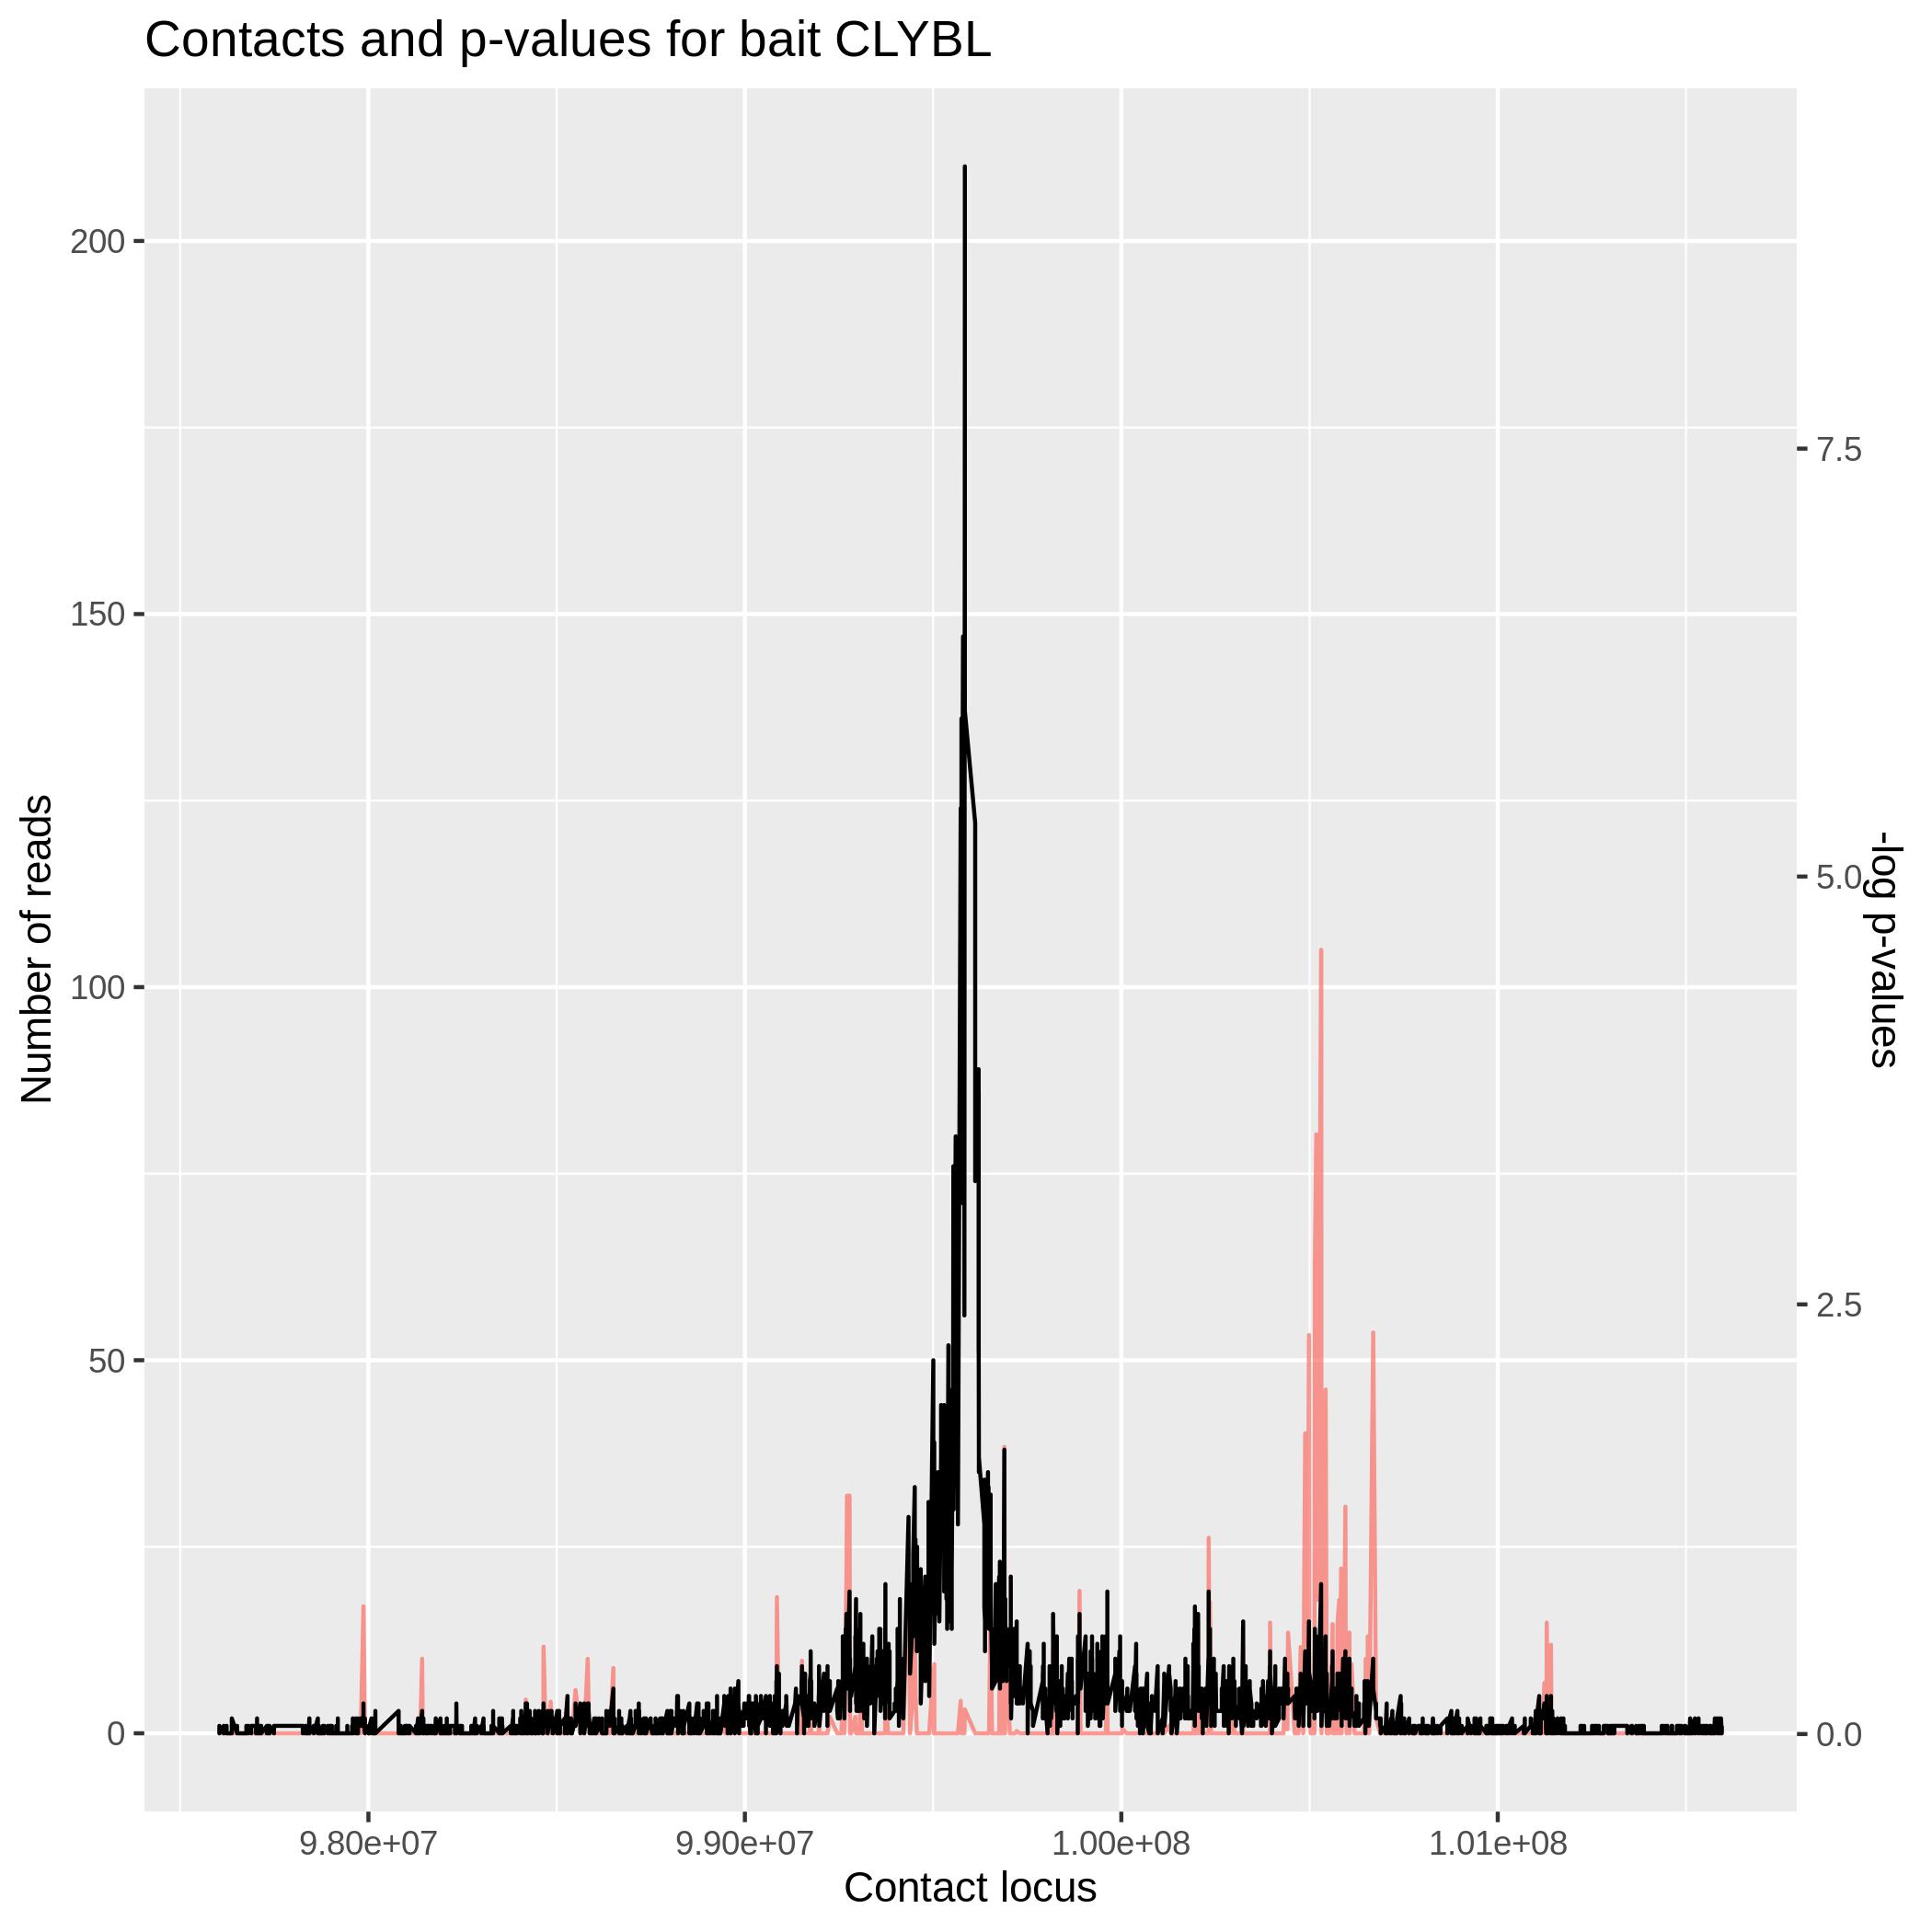 Contacts and p-values for bait CLYBL
200
150
100
50
0
Number of reads
7.5
5.0
2.5
0.0
-log p-values
9.80e+07
9.90e+07
1.00e+08
1.01e+08
Contact locus